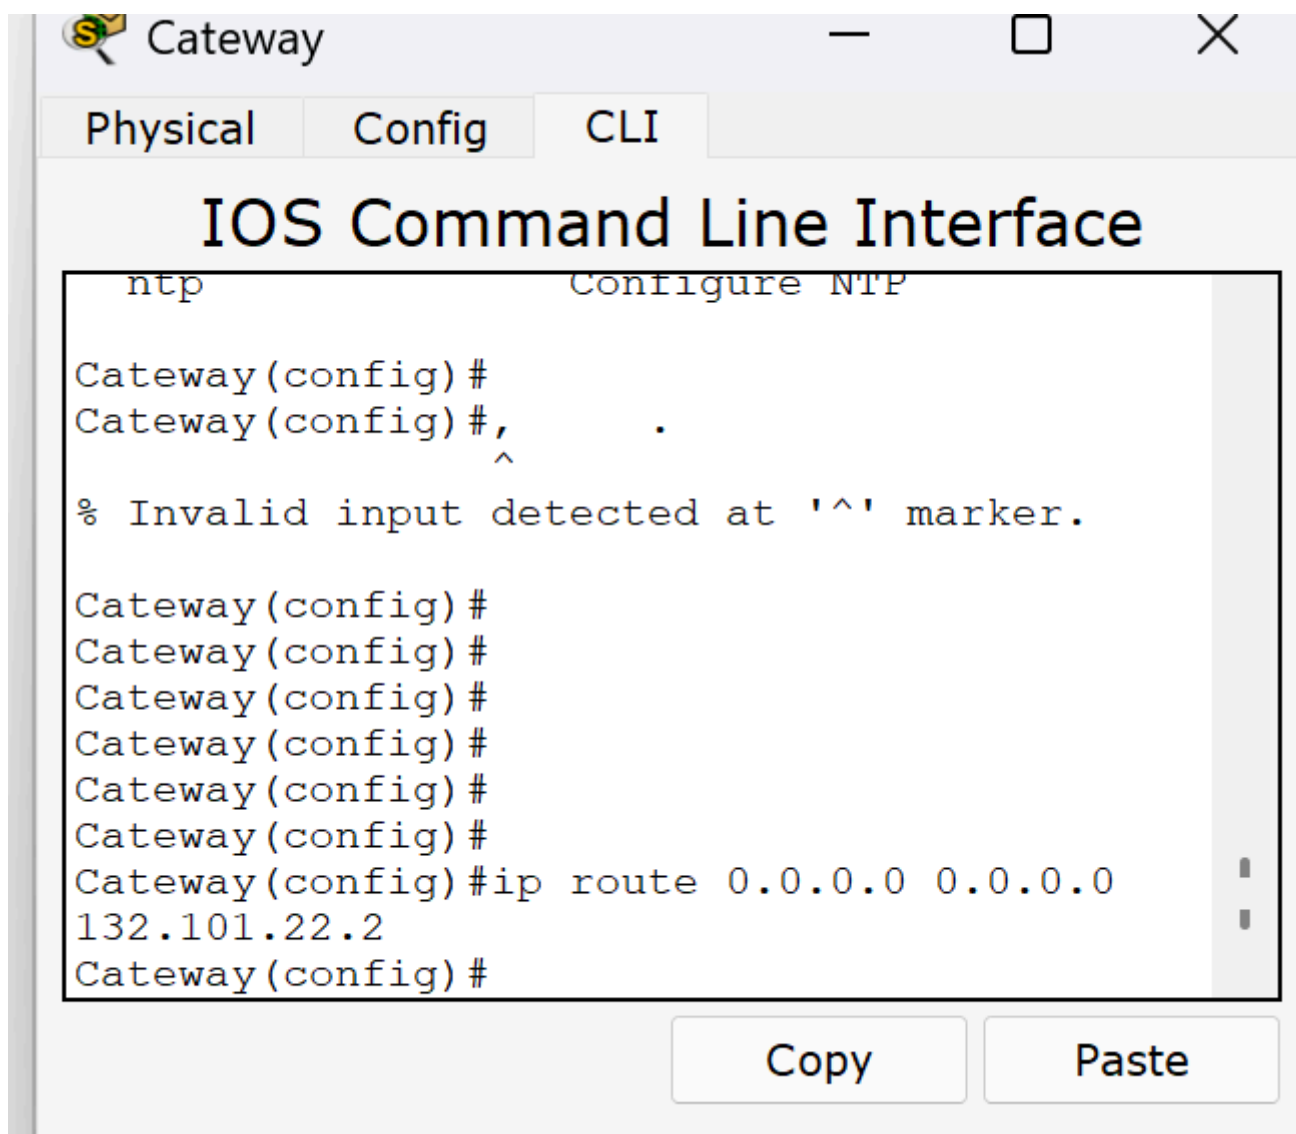 Cateway
Physical Config CLI
IOS Command Line Interface
ntp Configure NTP
Cateway(config)#
Cateway(config)#, .
^
% Invalid input detected at '^' marker.
Cateway(config)#
Cateway(config)#
Cateway(config)#
Cateway(config)#
Cateway(config)#
Cateway(config)#
Cateway(config)#ip route 0.0.0.0 0.0.0.0
132.101.22.2
Cateway(config)#
Copy Paste